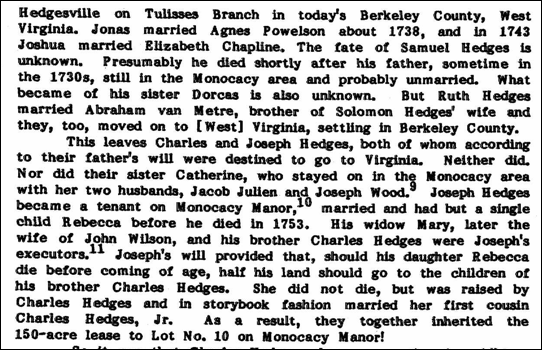 Hedgesville on Tulisses Branch in today's Berkeley County, West
Virginia. Jonas married Agnes Powelson about 1738, and in 1743
Joshua married Elizabeth Chapline. The fate of Samuel Hedges is
unknown. Presumably he died shortly after his father, sometime in
the 1730s, still in the Monocacy area and probably unmarried. What
became of his sister Dorcas is also unknown. But Ruth Hedges
married Abraham van Metre, brother of Solomon Hedges' wife and
they, too, moved on to [West] Virginia, settling in Berkeley County.
This leaves Charles and Joseph Hedges, both of whom according
to their father's will were destined to go to Virginia. Neither did.
Nor did their sister Catherine, who stayed on in the Monocacy area
with her two husbands, Jacob Julien and Joseph Wood.9 Joseph Hedges
became a tenant on Monocacy Manor,10 married and had but a single
child Rebecca before he died in 1753. His widow Mary, later the
wife of John Wilson, and his brother Charles Hedges were Joseph's
executors.11 Joseph's will provided that, should his daughter Rebecca
die before coming of age, half his land should go to the children of
his brother Charles Hedges. She did not die, but was raised by
Charles Hedges and in storybook fashion married her first cousin
Charles Hedges, Jr. As a result, they together inherited the
150-acre lease to Lot No. 10 on Monocacy Manor!